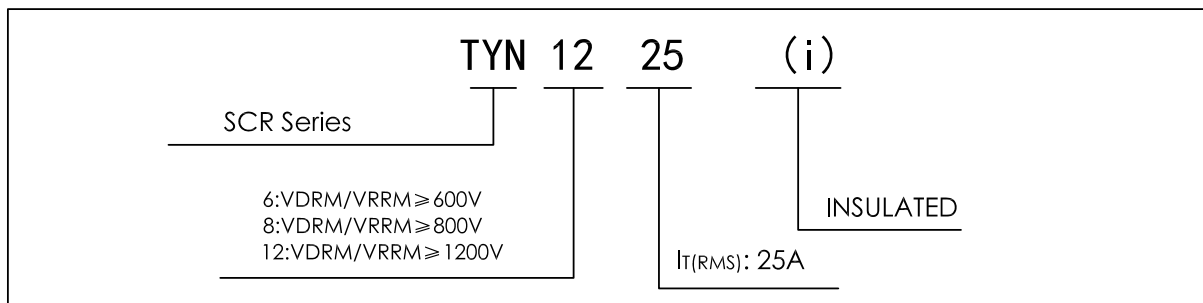 TYN 12 25 (i)
SCR Series
6:VDRM/VRRM≥600V
8:VDRM/VRRM≥800V
12:VDRM/VRRM≥1200V
INSULATED
IT(RMS): 25A